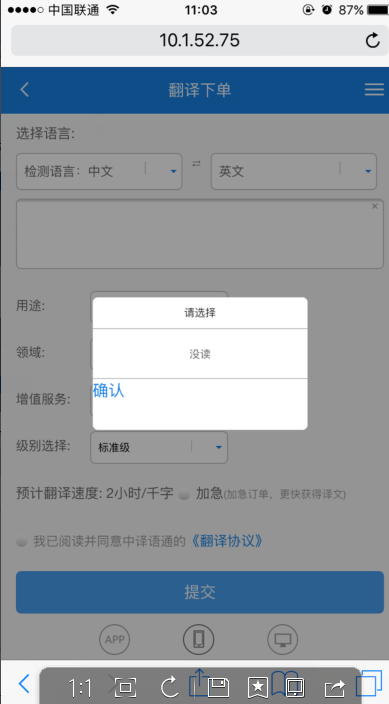 中国联通 11:03 87%
10.1.52.75
翻译下单
选择语言:
检测语言：中文 英文
用途:
请选择
领域:
没读
增值服务:
确认
级别选择: 标准级
预计翻译速度: 2小时/千字 加急(加急订单，更快获得译文)
我已阅读并同意中译语通的《翻译协议》
提交
APP
1:1